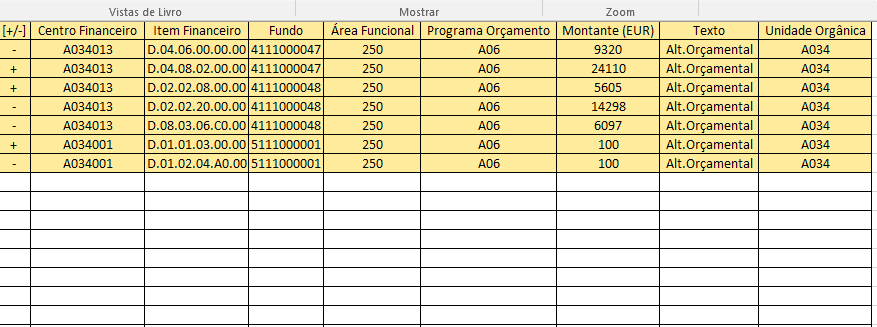 Vistas de Livro Mostrar Zoom
[+/-] Centro Financeiro Item Financeiro Fundo Área Funcional Programa Orçamento Montante (EUR) Texto Unidade Orgânica
- A034013 D.04.06.00.00.00 4111000047 250 A06 9320 Alt.Orçamental A034
+ A034013 D.04.08.02.00.00 4111000047 250 A06 24110 Alt.Orçamental A034
+ A034013 D.02.02.08.00.00 4111000048 250 A06 5605 Alt.Orçamental A034
- A034013 D.02.02.20.00.00 4111000048 250 A06 14298 Alt.Orçamental A034
- A034013 D.08.03.06.C0.00 4111000048 250 A06 6097 Alt.Orçamental A034
+ A034001 D.01.01.03.00.00 5111000001 250 A06 100 Alt.Orçamental A034
- A034001 D.01.02.04.A0.00 5111000001 250 A06 100 Alt.Orçamental A034